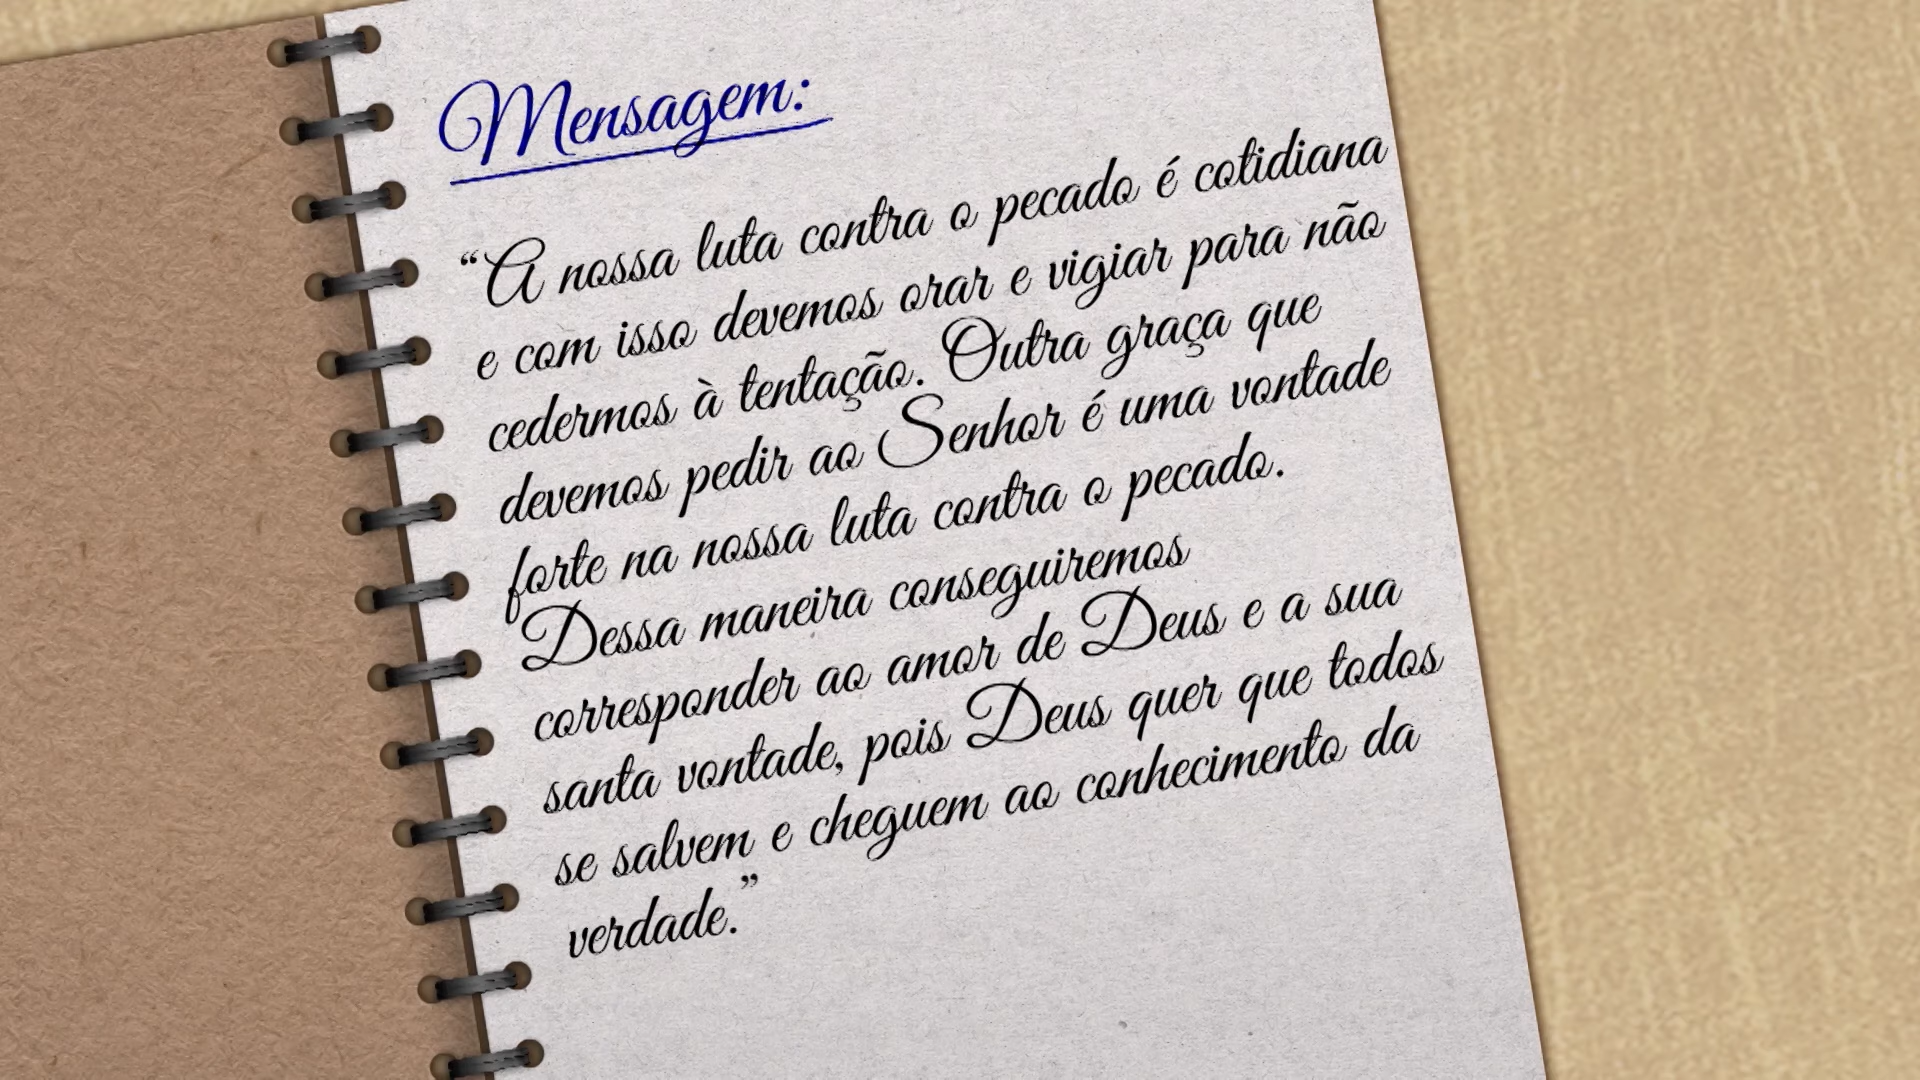 Mensagem:
“A nossa luta contra o pecado é cotidiana
e com isso devemos orar e vigiar para não
cedermos à tentação. Outra graça que
devemos pedir ao Senhor é uma vontade
forte na nossa luta contra o pecado.
Dessa maneira conseguiremos
corresponder ao amor de Deus e a sua
santa vontade, pois Deus quer que todos
se salvem e cheguem ao conhecimento da
verdade.”